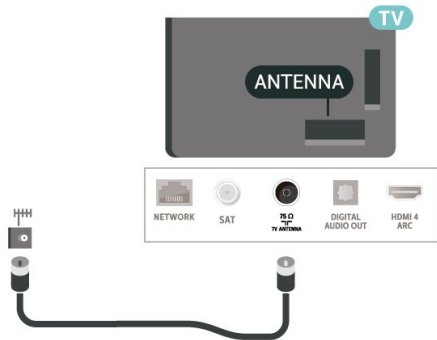 TV
ANTENNA
NETWORK
SAT
75 Ω
TV ANTENNA
DIGITAL
AUDIO OUT
HDMI 4
ARC